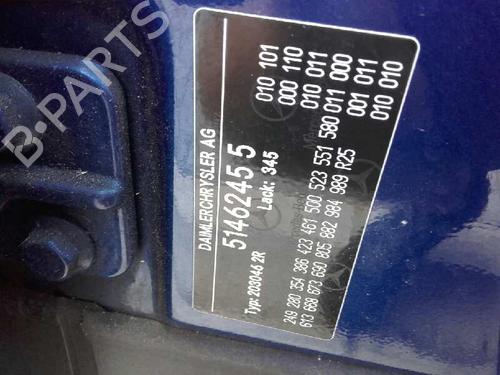 B-PARTS
DAIMLERCHRYSLER AG
5146245 5
Lack: 345
Typ: 203046 2R
249 280 354 386 423 461 500 523 551 580 011 000 001 011
613 668 673 690 805 882 984 989 R25
010 101
000 110
010 011
010 010